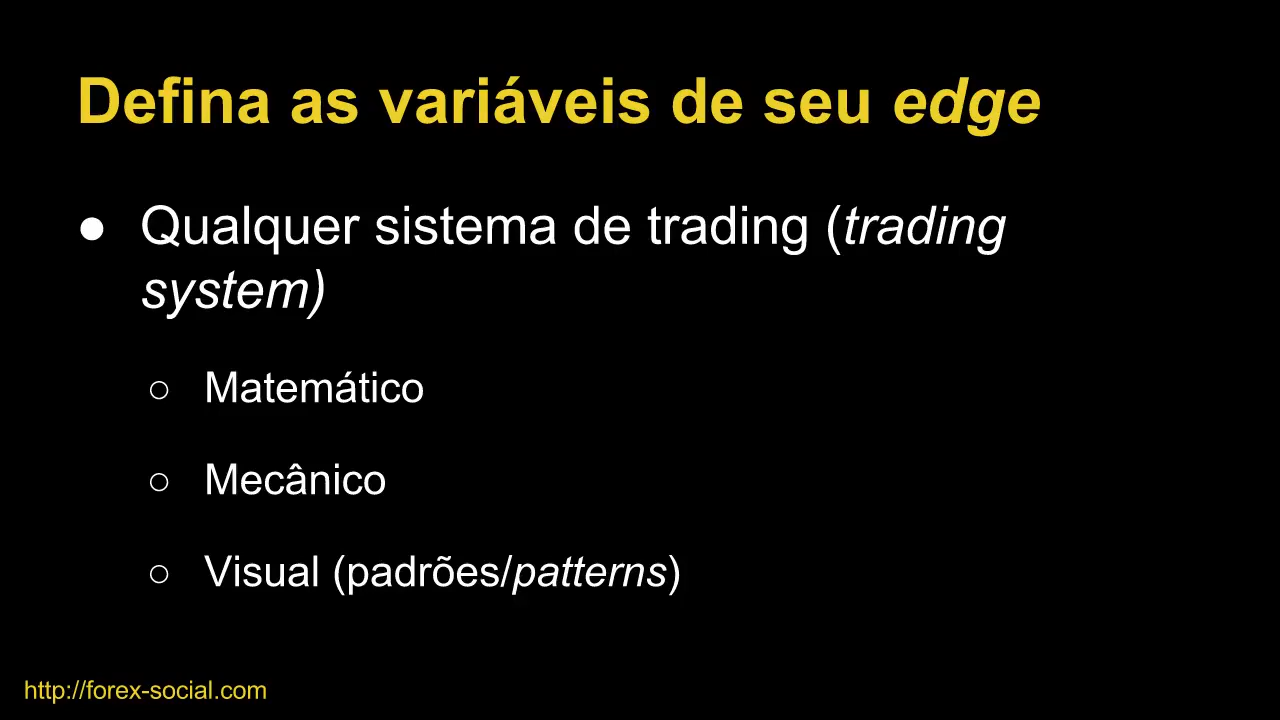 Defina as variáveis de seu edge
● Qualquer sistema de trading (trading
system)
○ Matemático
○ Mecânico
○ Visual (padrões/patterns)
http://forex-social.com